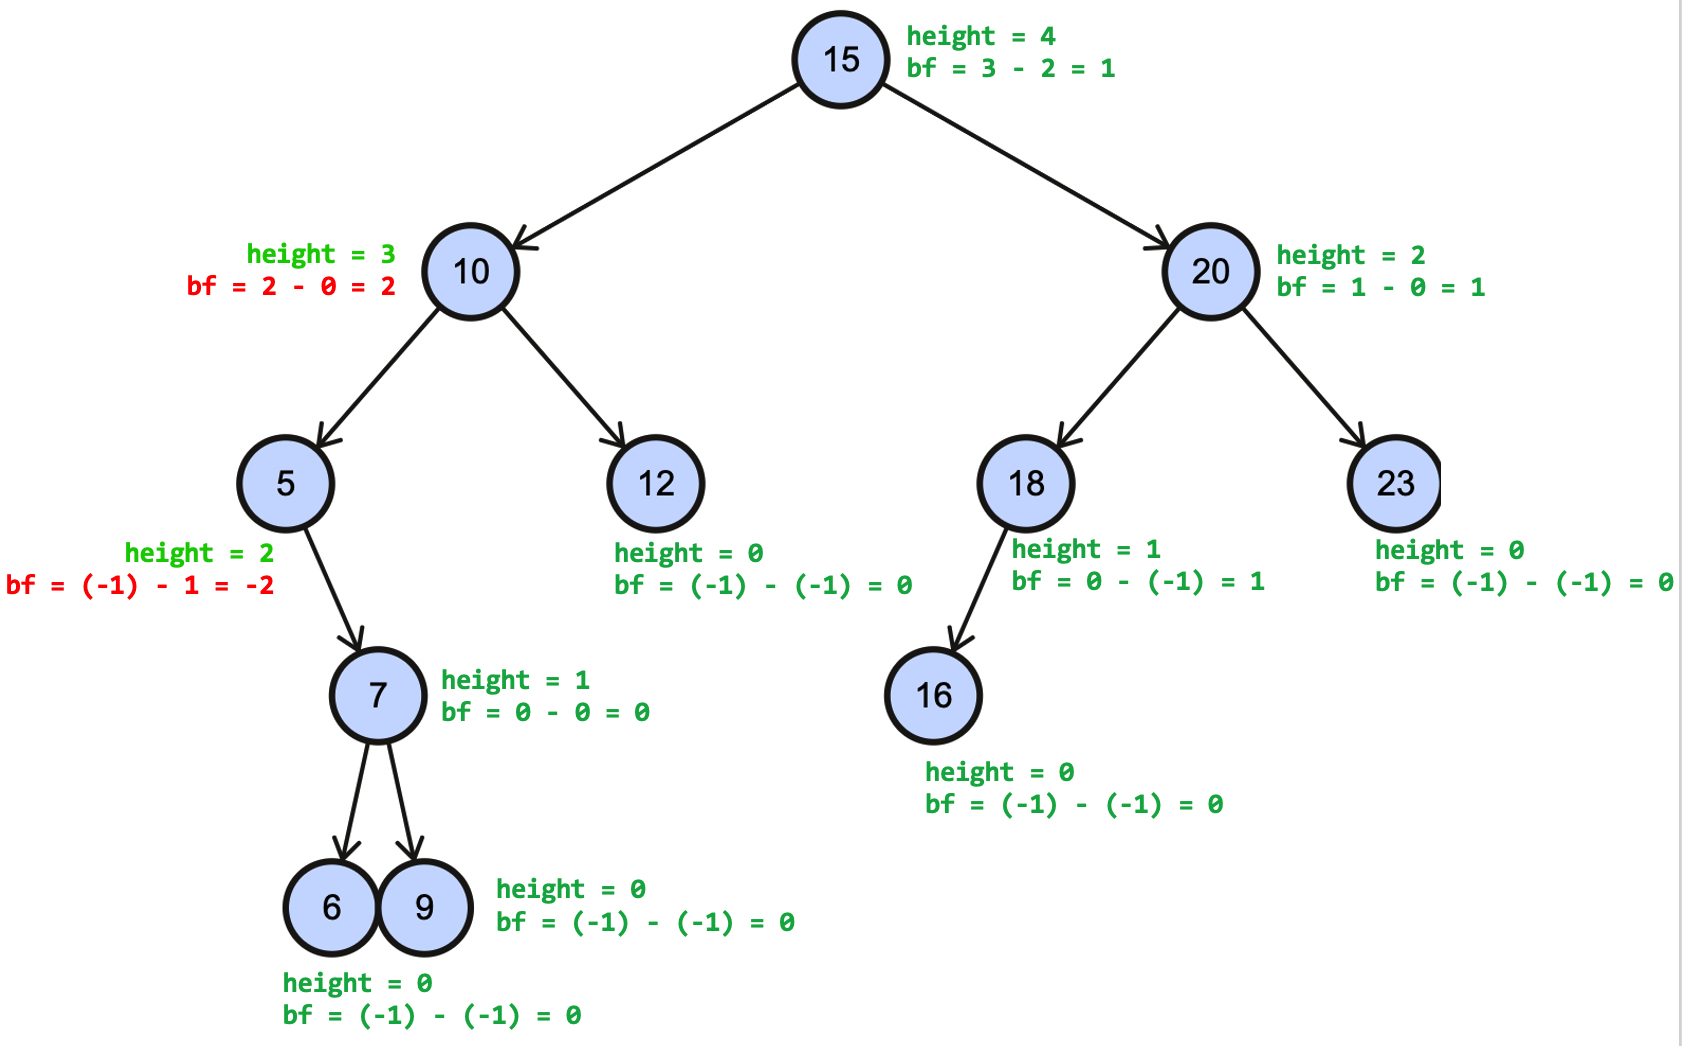 15
height = 4
bf = 3 - 2 = 1
height = 3
bf = 2 - 0 = 2
10
20
height = 2
bf = 1 - 0 = 1
5
12
18
23
height = 2
bf = (-1) - 1 = -2
height = 0
bf = (-1) - (-1) = 0
height = 1
bf = 0 - (-1) = 1
height = 0
bf = (-1) - (-1) = 0
7
height = 1
bf = 0 - 0 = 0
16
height = 0
bf = (-1) - (-1) = 0
6
9
height = 0
bf = (-1) - (-1) = 0
height = 0
bf = (-1) - (-1) = 0